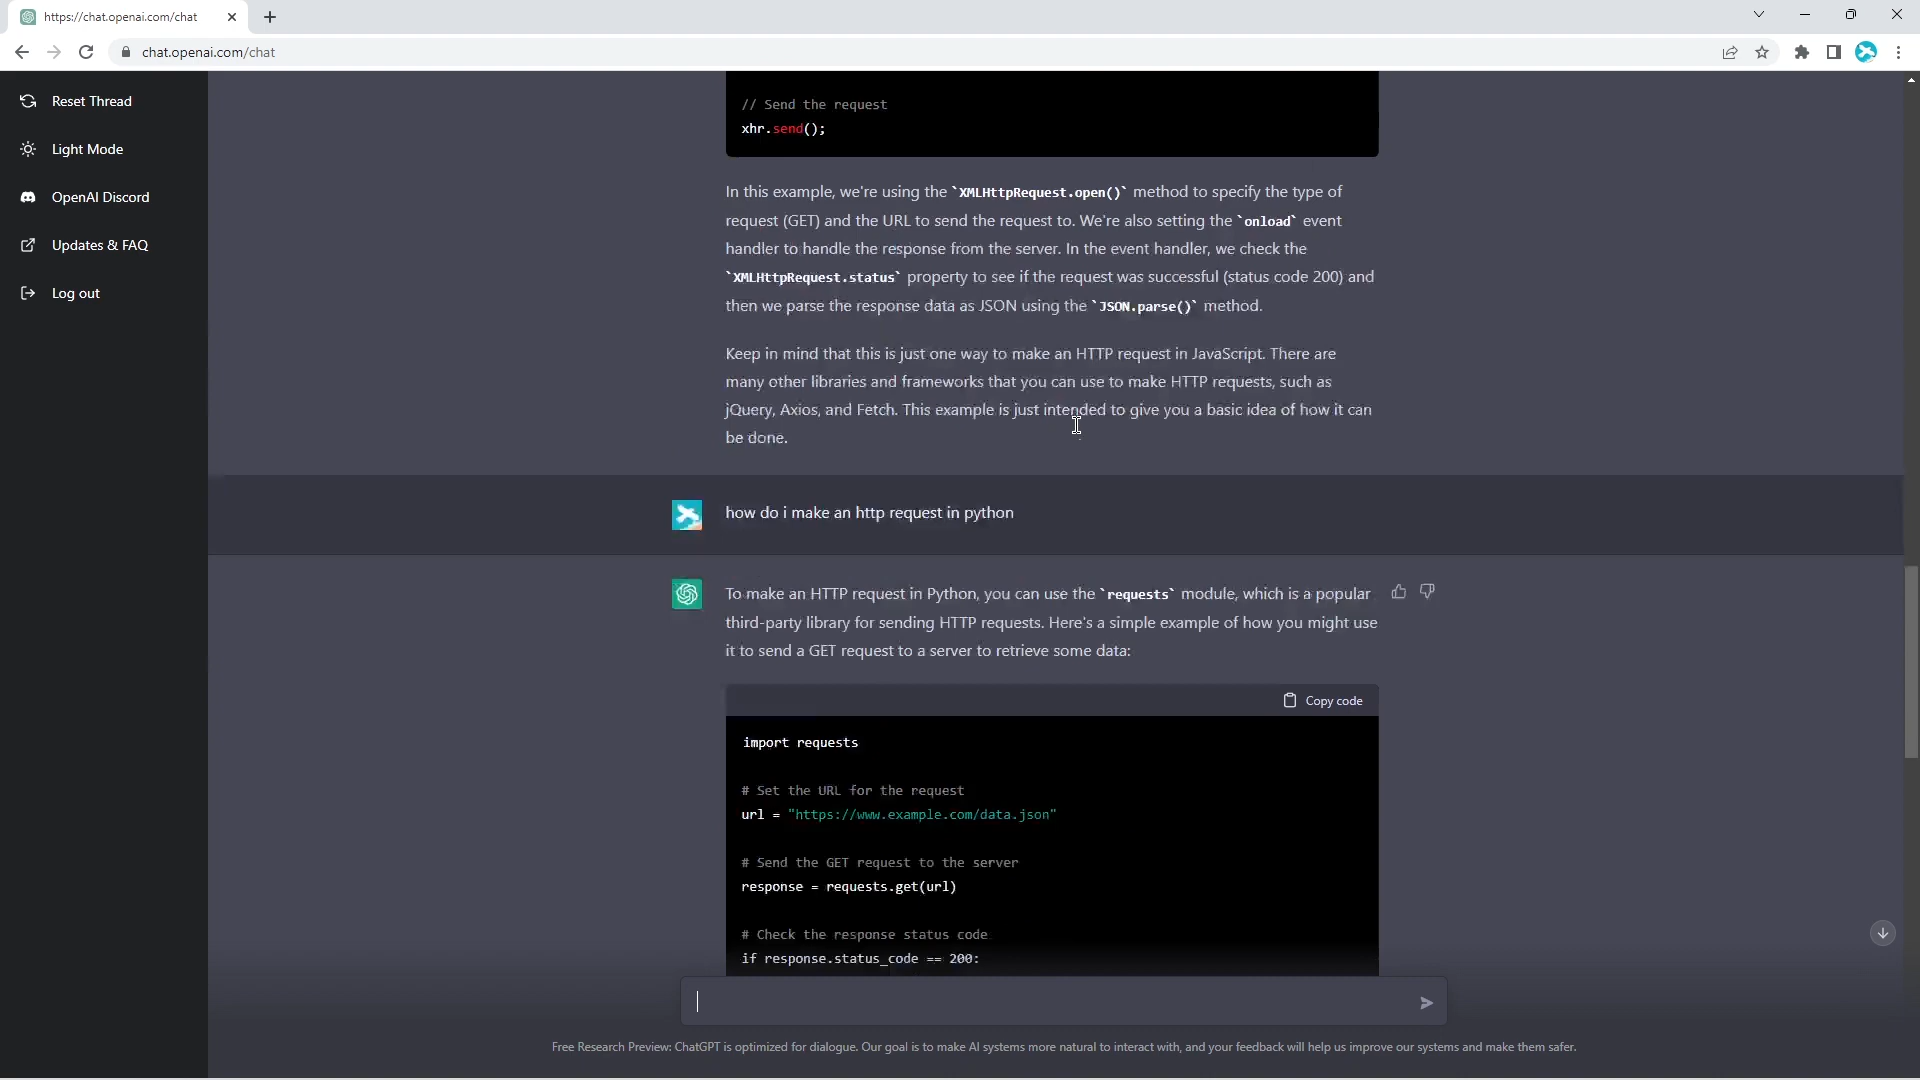 https://chat.openai.com/chat
chat.openai.com/chat
Reset Thread
Light Mode
OpenAI Discord
Updates & FAQ
Log out
// Send the request
xhr.send();
In this example, we're using the `XMLHttpRequest.open()` method to specify the type of
request (GET) and the URL to send the request to. We're also setting the `onload` event
handler to handle the response from the server. In the event handler, we check the
`XMLHttpRequest.status` property to see if the request was successful (status code 200) and
then we parse the response data as JSON using the `JSON.parse()` method.
Keep in mind that this is just one way to make an HTTP request in JavaScript. There are
many other libraries and frameworks that you can use to make HTTP requests, such as
jQuery, Axios, and Fetch. This example is just intended to give you a basic idea of how it can
be done.
how do i make an http request in python
To make an HTTP request in Python, you can use the `requests` module, which is a popular
third-party library for sending HTTP requests. Here's a simple example of how you might use
it to send a GET request to a server to retrieve some data:
Copy code
import requests
# Set the URL for the request
url = "https://www.example.com/data.json"
# Send the GET request to the server
response = requests.get(url)
# Check the response status code
if response.status_code == 200:
Free Research Preview: ChatGPT is optimized for dialogue. Our goal is to make AI systems more natural to interact with, and your feedback will help us improve our systems and make them safer.